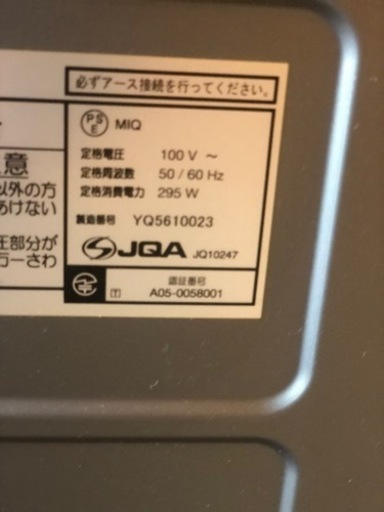 必ずアース接続を行ってください。
PSE MIQ
定格電圧 100 V ～
定格周波数 50 / 60 Hz
定格消費電力 295 W
製造番号 YQ5610023
JQA JQ10247
認証番号
T A05-0058001
意
以外の方
あけない
圧部分が
万一さわ